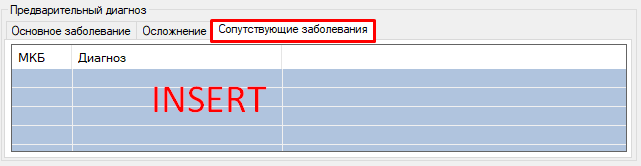 Предварительный диагноз
Основное заболевание Осложнение Сопутствующие заболевания
МКБ Диагноз
INSERT